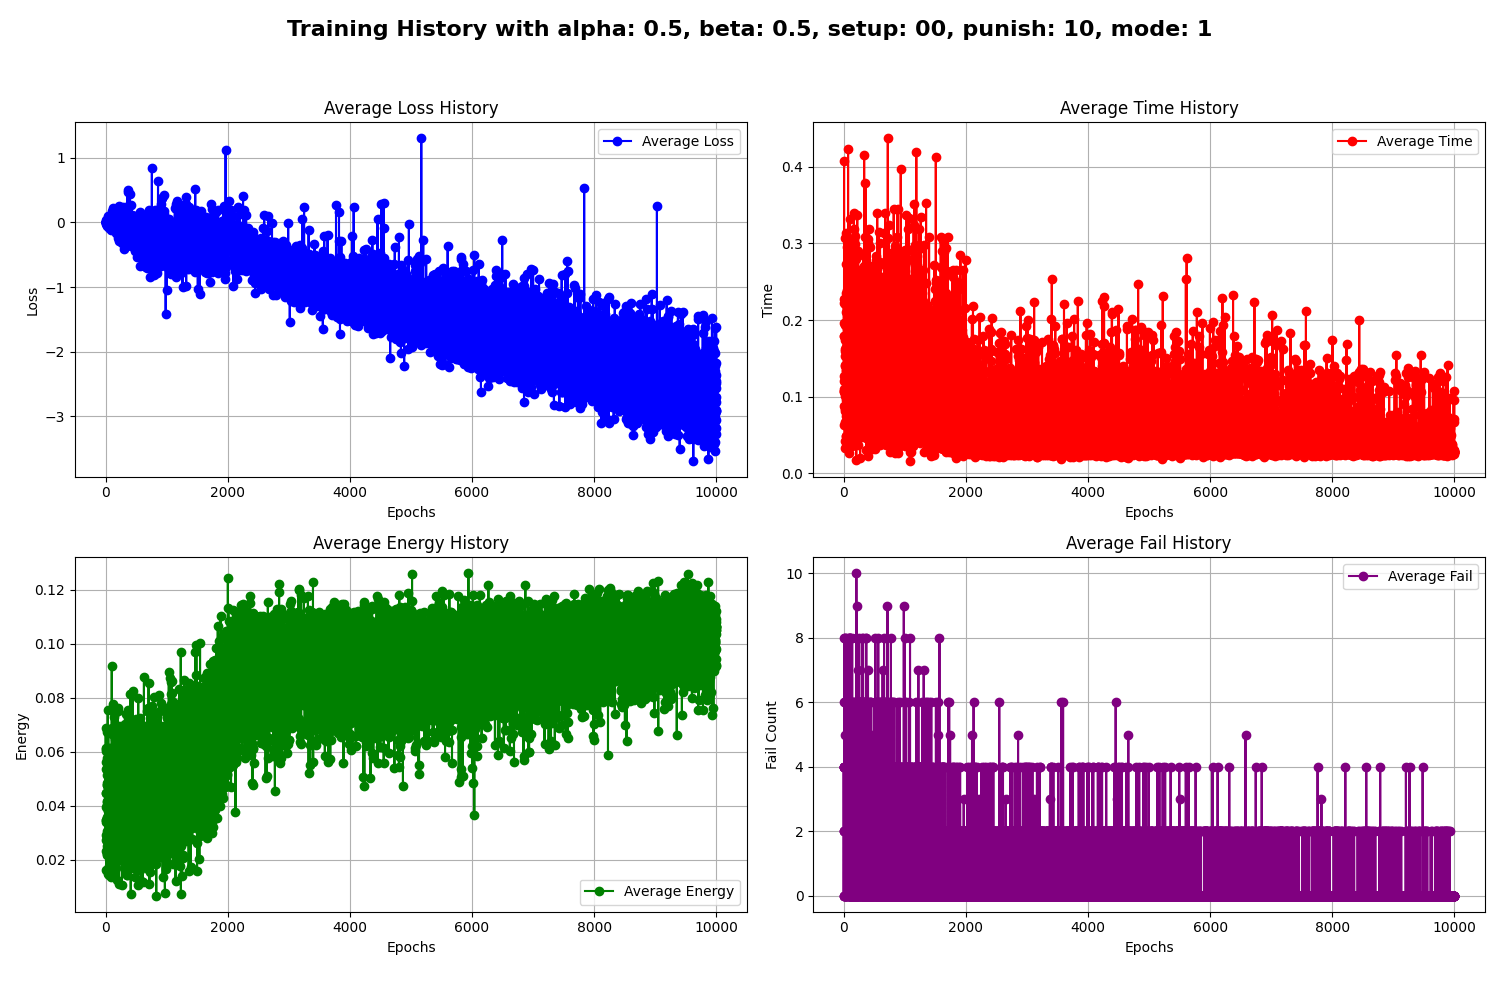 Training History with alpha: 0.5, beta: 0.5, setup: 00, punish: 10, mode: 1
Average Loss History
Average Loss
1
0
−1
−2
−3
Loss
0 2000 4000 6000 8000 10000
Epochs
Average Time History
Average Time
0.4
0.3
0.2
0.1
0.0
Time
0 2000 4000 6000 8000 10000
Epochs
Average Energy History
Average Energy
0.12
0.10
0.08
0.06
0.04
0.02
Energy
0 2000 4000 6000 8000 10000
Epochs
Average Fail History
Average Fail
10
8
6
4
2
0
Fail Count
0 2000 4000 6000 8000 10000
Epochs